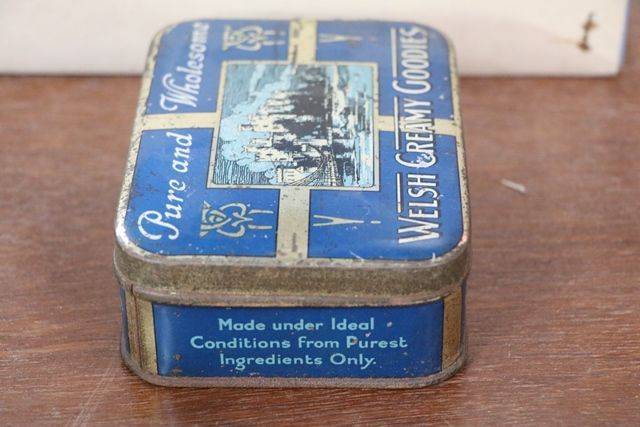 Pure and Wholesome
WELSH CREAMY GOODIES
Made under Ideal
Conditions from Purest
Ingredients Only.